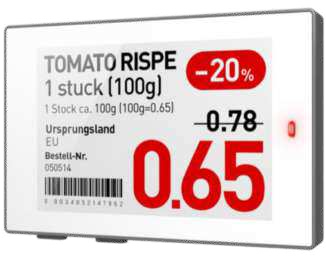 TOMATO RISPE
1 stuck (100g)
1 Stock ca. 100g (100g=0.65)
Ursprungsland
EU
Bestell-Nr.
050514
-20%
0.78
0.65